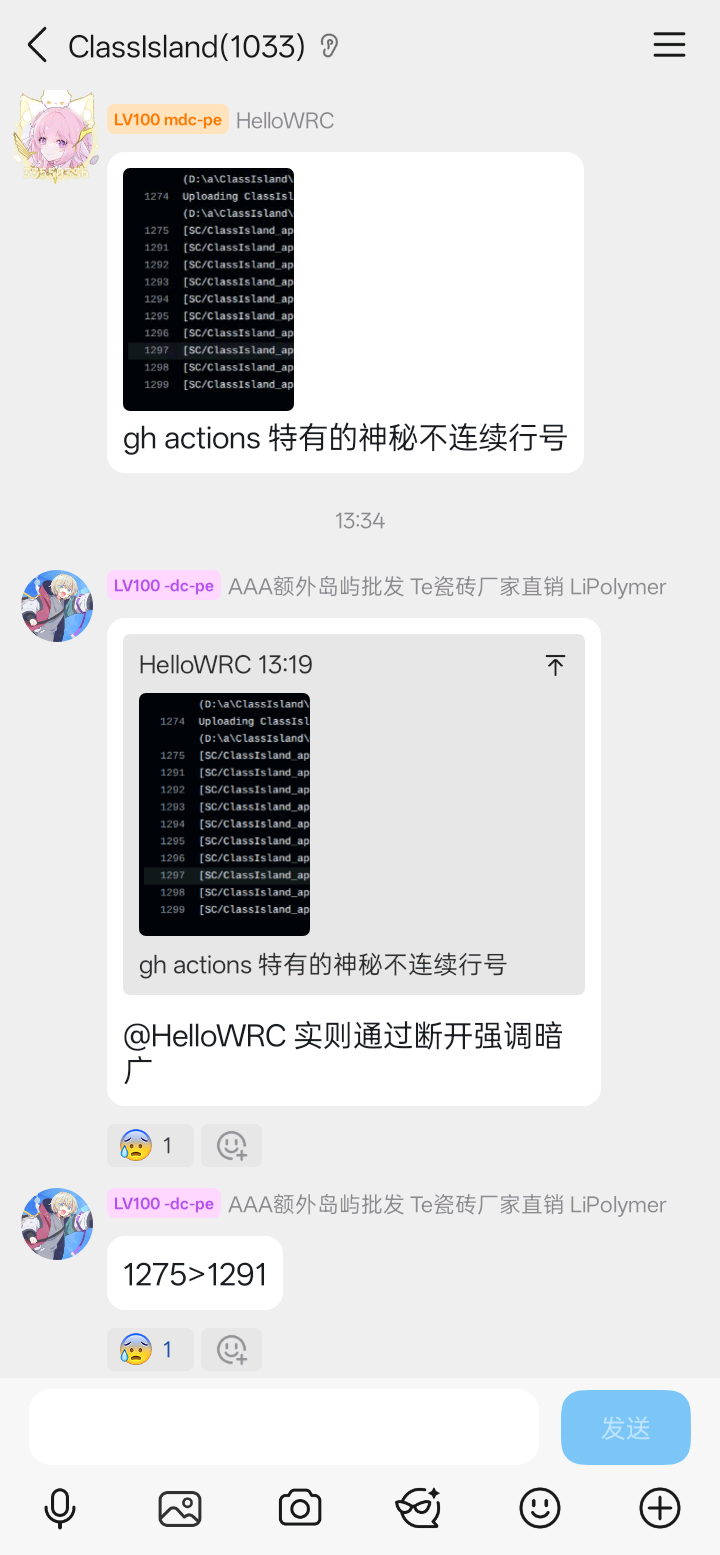 ClassIsland(1033)
LV100 mdc-pe HelloWRC
(D:\a\ClassIsland\
1274 Uploading ClassIsl
(D:\a\ClassIsland\
1275 [SC/ClassIsland_ap
1291 [SC/ClassIsland_ap
1292 [SC/ClassIsland_ap
1293 [SC/ClassIsland_ap
1294 [SC/ClassIsland_ap
1295 [SC/ClassIsland_ap
1296 [SC/ClassIsland_ap
1297 [SC/ClassIsland_ap
1298 [SC/ClassIsland_ap
1299 [SC/ClassIsland_ap
gh actions 特有的神秘不连续行号
13:34
LV100 -dc-pe AAA额外岛屿批发 Te瓷砖厂家直销 LiPolymer
HelloWRC 13:19
(D:\a\ClassIsland\
1274 Uploading ClassIsl
(D:\a\ClassIsland\
1275 [SC/ClassIsland_ap
1291 [SC/ClassIsland_ap
1292 [SC/ClassIsland_ap
1293 [SC/ClassIsland_ap
1294 [SC/ClassIsland_ap
1295 [SC/ClassIsland_ap
1296 [SC/ClassIsland_ap
1297 [SC/ClassIsland_ap
1298 [SC/ClassIsland_ap
1299 [SC/ClassIsland_ap
gh actions 特有的神秘不连续行号
@HelloWRC 实则通过断开强调暗
广
1
LV100 -dc-pe AAA额外岛屿批发 Te瓷砖厂家直销 LiPolymer
1275>1291
1
发送